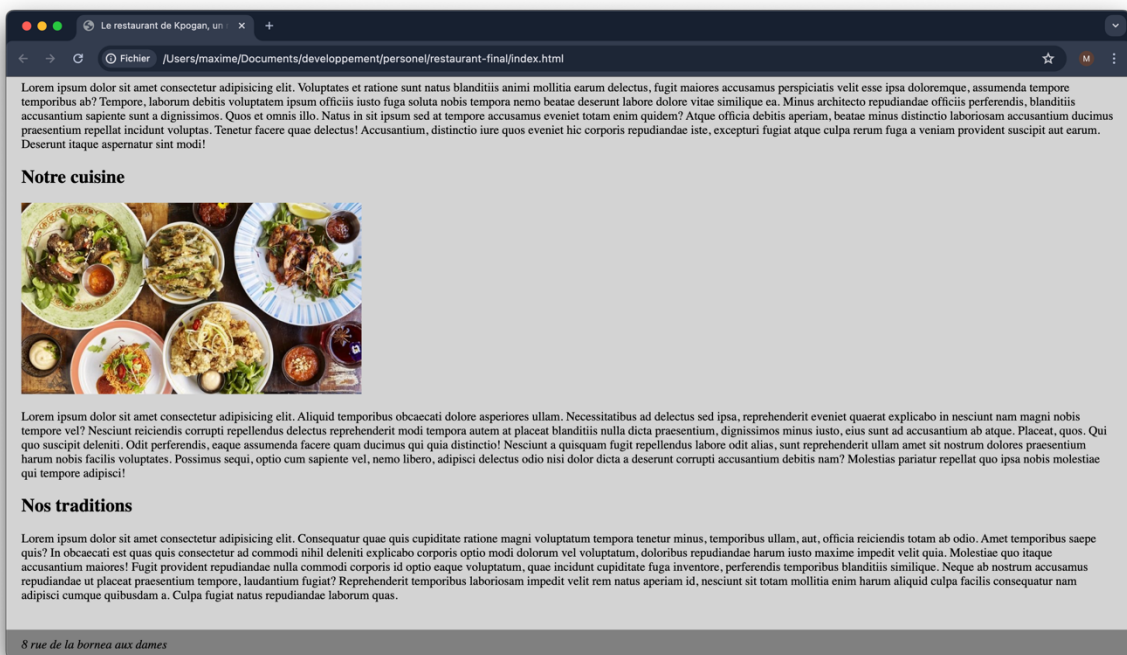 Le restaurant de Kpogan, un
Fichier /Users/maxime/Documents/developpement/personel/restaurant-final/index.html
M
Lorem ipsum dolor sit amet consectetur adipisicing elit. Voluptates et ratione sunt natus blanditiis animi mollitia earum delectus, fugit maiores accusamus perspiciatis velit esse ipsa doloremque, assumenda tempore
temporibus ab? Tempore, laborum debitis voluptatem ipsum officiis iusto fuga soluta nobis tempora nemo beatae deserunt labore dolore vitae similique ea. Minus architecto repudiandae officiis perferendis, blanditiis
accusantium sapiente sunt a dignissimos. Quos et omnis illo. Natus in sit ipsum sed at tempore accusamus eveniet totam enim quidem? Atque officia debitis aperiam, beatae minus distinctio laboriosam accusantium ducimus
praesentium repellat incidunt voluptas. Tenetur facere quae delectus! Accusantium, distinctio iure quos eveniet hic corporis repudiandae iste, excepturi fugiat atque culpa rerum fuga a veniam provident suscipit aut earum.
Deserunt itaque aspernatur sint modi!
Notre cuisine
Lorem ipsum dolor sit amet consectetur adipisicing elit. Aliquid temporibus obcaecati dolore asperiores ullam. Necessitatibus ad delectus sed ipsa, reprehenderit eveniet quaerat explicabo in nesciunt nam magni nobis
tempore vel? Nesciunt reiciendis corrupti repellendus delectus reprehenderit modi tempora autem at placeat blanditiis nulla dicta praesentium, dignissimos minus iusto, eius sunt ad accusantium ab atque. Placeat, quos. Qui
quo suscipit deleniti. Odit perferendis, eaque assumenda facere quam ducimus qui quia distinctio! Nesciunt a quisquam fugit repellendus labore odit alias, sunt reprehenderit ullam amet sit nostrum dolores praesentium
harum nobis facilis voluptates. Possimus sequi, optio cum sapiente vel, nemo libero, adipisci delectus odio nisi dolor dicta a deserunt corrupti accusantium debitis nam? Molestias pariatur repellat quo ipsa nobis molestiae
qui tempore adipisci!
Nos traditions
Lorem ipsum dolor sit amet consectetur adipisicing elit. Consequatur quae quis cupiditate ratione magni voluptatum tempora tenetur minus, temporibus ullam, aut, officia reiciendis totam ab odio. Amet temporibus saepe
quis? In obcaecati est quas quis consectetur ad commodi nihil deleniti explicabo corporis optio modi dolorum vel voluptatum, doloribus repudiandae harum iusto maxime impedit velit quia. Molestiae quo itaque
accusantium maiores! Fugit provident repudiandae nulla commodi corporis id optio eaque voluptatum, quae incidunt cupiditate fuga inventore, perferendis temporibus blanditiis similique. Neque ab nostrum accusamus
repudiandae ut placeat praesentium tempore, laudantium fugiat? Reprehenderit temporibus laboriosam impedit velit rem natus aperiam id, nesciunt sit totam mollitia enim harum aliquid culpa facilis consequatur nam
adipisci cumque quibusdam a. Culpa fugiat natus repudiandae laborum quas.
8 rue de la bornea aux dames